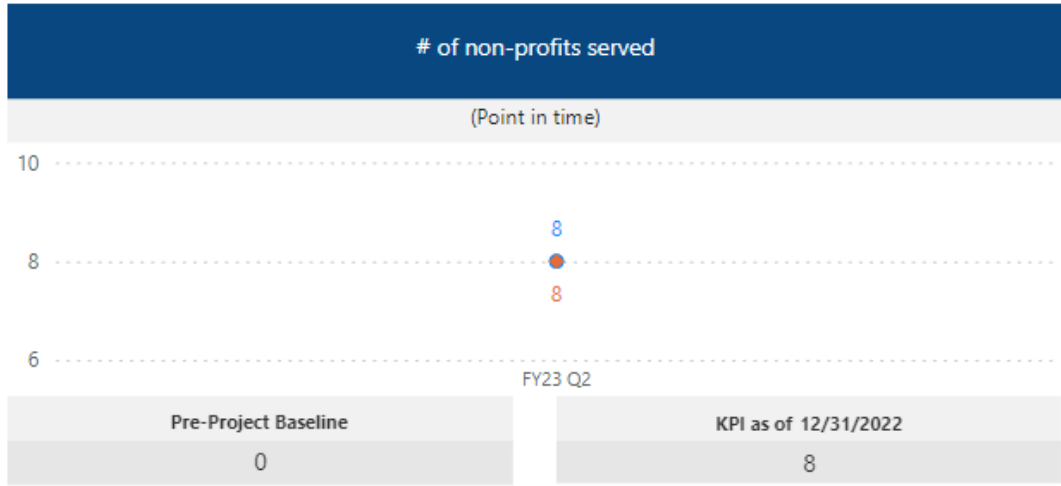 # of non-profits served
(Point in time)
10
8
8
8
6
FY23 Q2
Pre-Project Baseline
KPI as of 12/31/2022
0
8